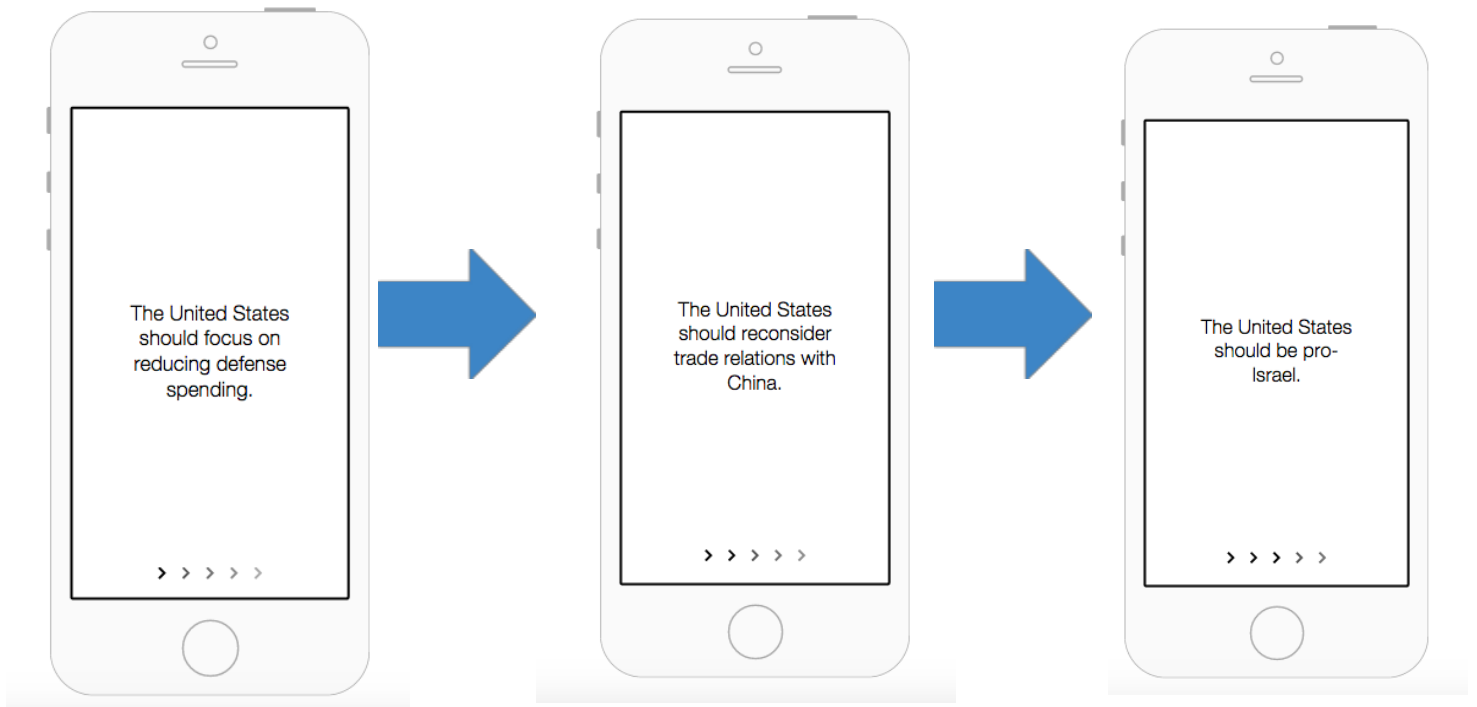 The United States
should focus on
reducing defense
spending.
The United States
should reconsider
trade relations with
China.
The United States
should be pro-
Israel.